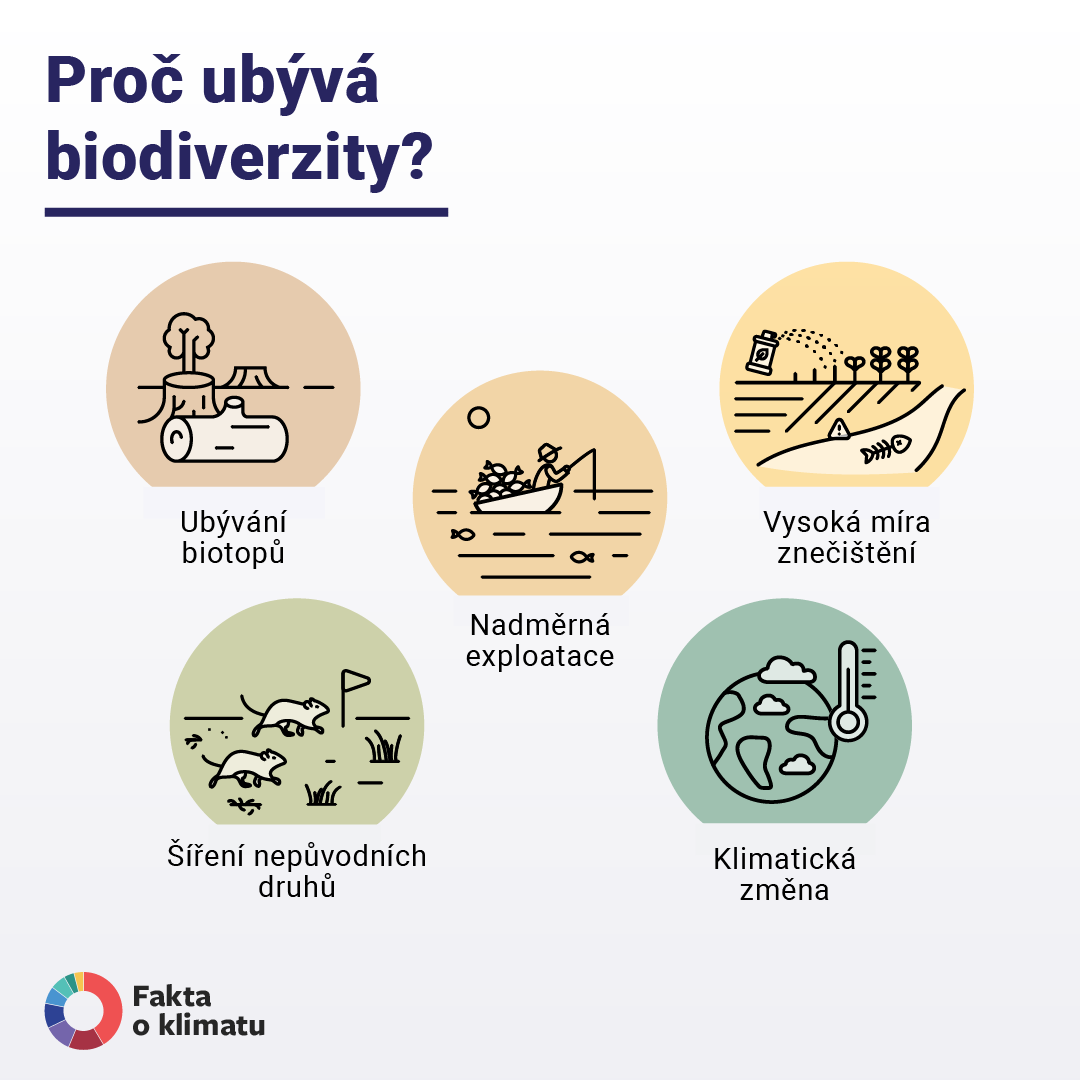 Proč ubývá
biodiverzity?
Ubývání
biotopů
Nadměrná
exploatace
Vysoká míra
znečištění
Šíření nepůvodních
druhů
Klimatická
změna
Fakta
o klimatu